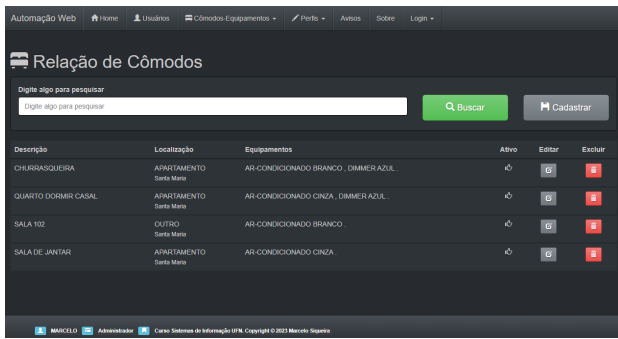 Automação Web Home Usuários Cômodos-Equipamentos Perfis Avisos Sobre Login
Relação de Cômodos
Digite algo para pesquisar
Digite algo para pesquisar
Buscar
Cadastrar
Descrição Localização Equipamentos Ativo Editar Excluir
CHURRASQUEIRA APARTAMENTO AR-CONDICIONADO BRANCO , DIMMER AZUL .
Santa Maria
QUARTO DORMIR CASAL APARTAMENTO AR-CONDICIONADO CINZA , DIMMER AZUL .
Santa Maria
SALA 102 OUTRO AR-CONDICIONADO BRANCO .
Santa Maria
SALA DE JANTAR APARTAMENTO AR-CONDICIONADO CINZA .
Santa Maria
MARCELO Administrador Curso Sistemas de Informação UFN. Copyright © 2023 Marcelo Siqueira